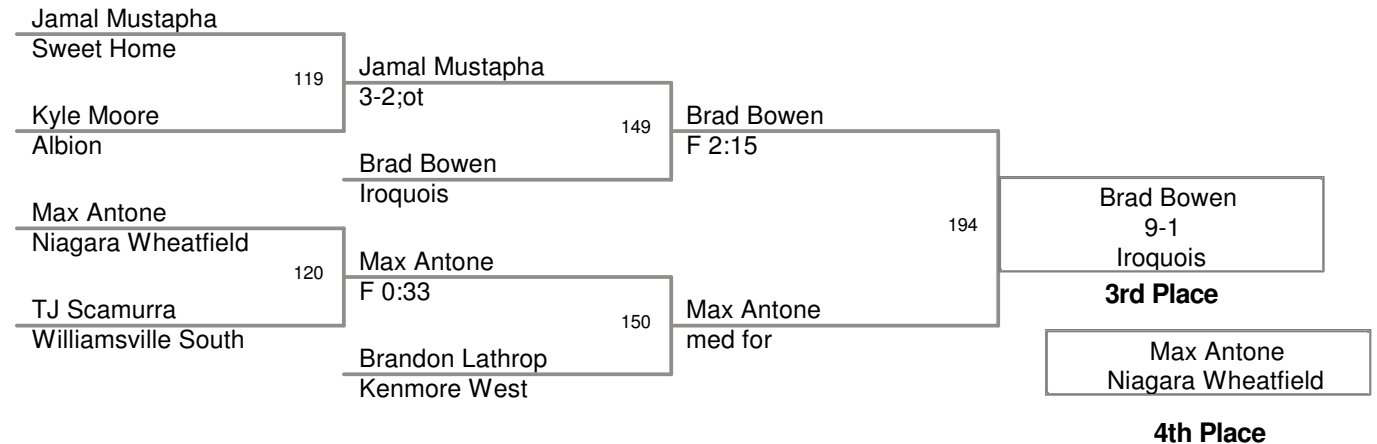 Jamal Mustapha
Sweet Home
119
Kyle Moore
Albion
Max Antone
Niagara Wheatfield
120
TJ Scamurra
Williamsville South
Jamal Mustapha
3-2;ot
149
Brad Bowen
Iroquois
Max Antone
F 0:33
150
Brandon Lathrop
Kenmore West
Brad Bowen
F 2:15
194
Max Antone
med for
Brad Bowen
9-1
Iroquois
3rd Place
Max Antone
Niagara Wheatfield
4th Place